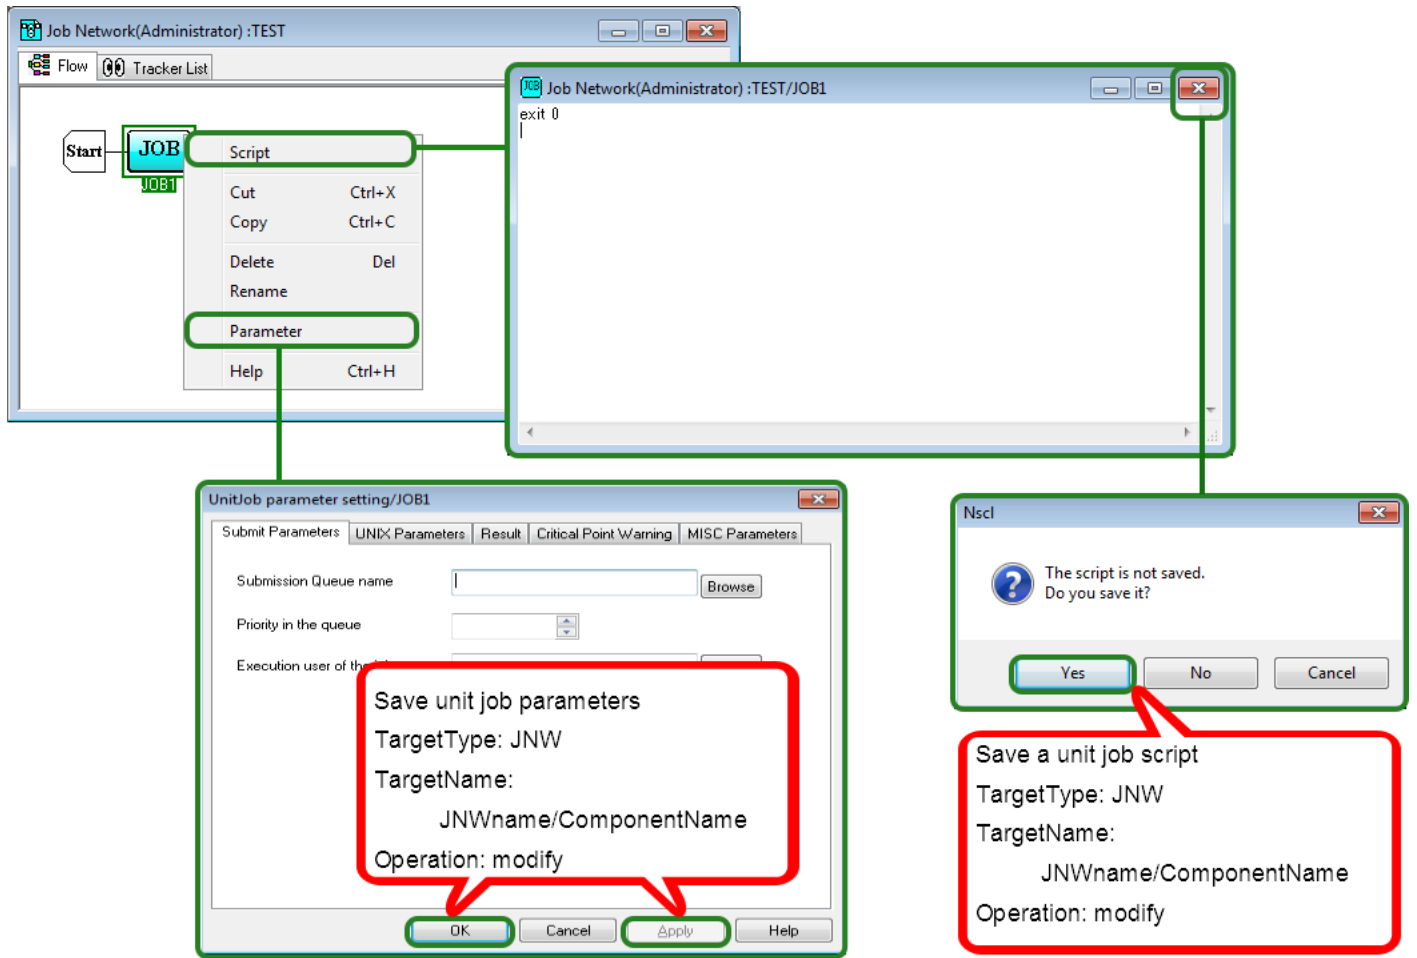 Job Network(Administrator) :TEST
Flow
Tracker List
Start
JOB
JOB1
Script
Cut Ctrl+X
Copy Ctrl+C
Delete Del
Rename
Parameter
Help Ctrl+H
JOB
Job Network(Administrator) :TEST/JOB1
exit 0
UnitJob parameter setting/JOB1
Submit Parameters
UNIX Parameters
Result
Critical Point Warning
MISC Parameters
Submission Queue name
Browse
Priority in the queue
Execution user of the
Save unit job parameters
TargetType: JNW
TargetName:
JNWname/ComponentName
Operation: modify
OK
Cancel
Apply
Help
Nscl
The script is not saved.
Do you save it?
Yes
No
Cancel
Save a unit job script
TargetType: JNW
TargetName:
JNWname/ComponentName
Operation: modify